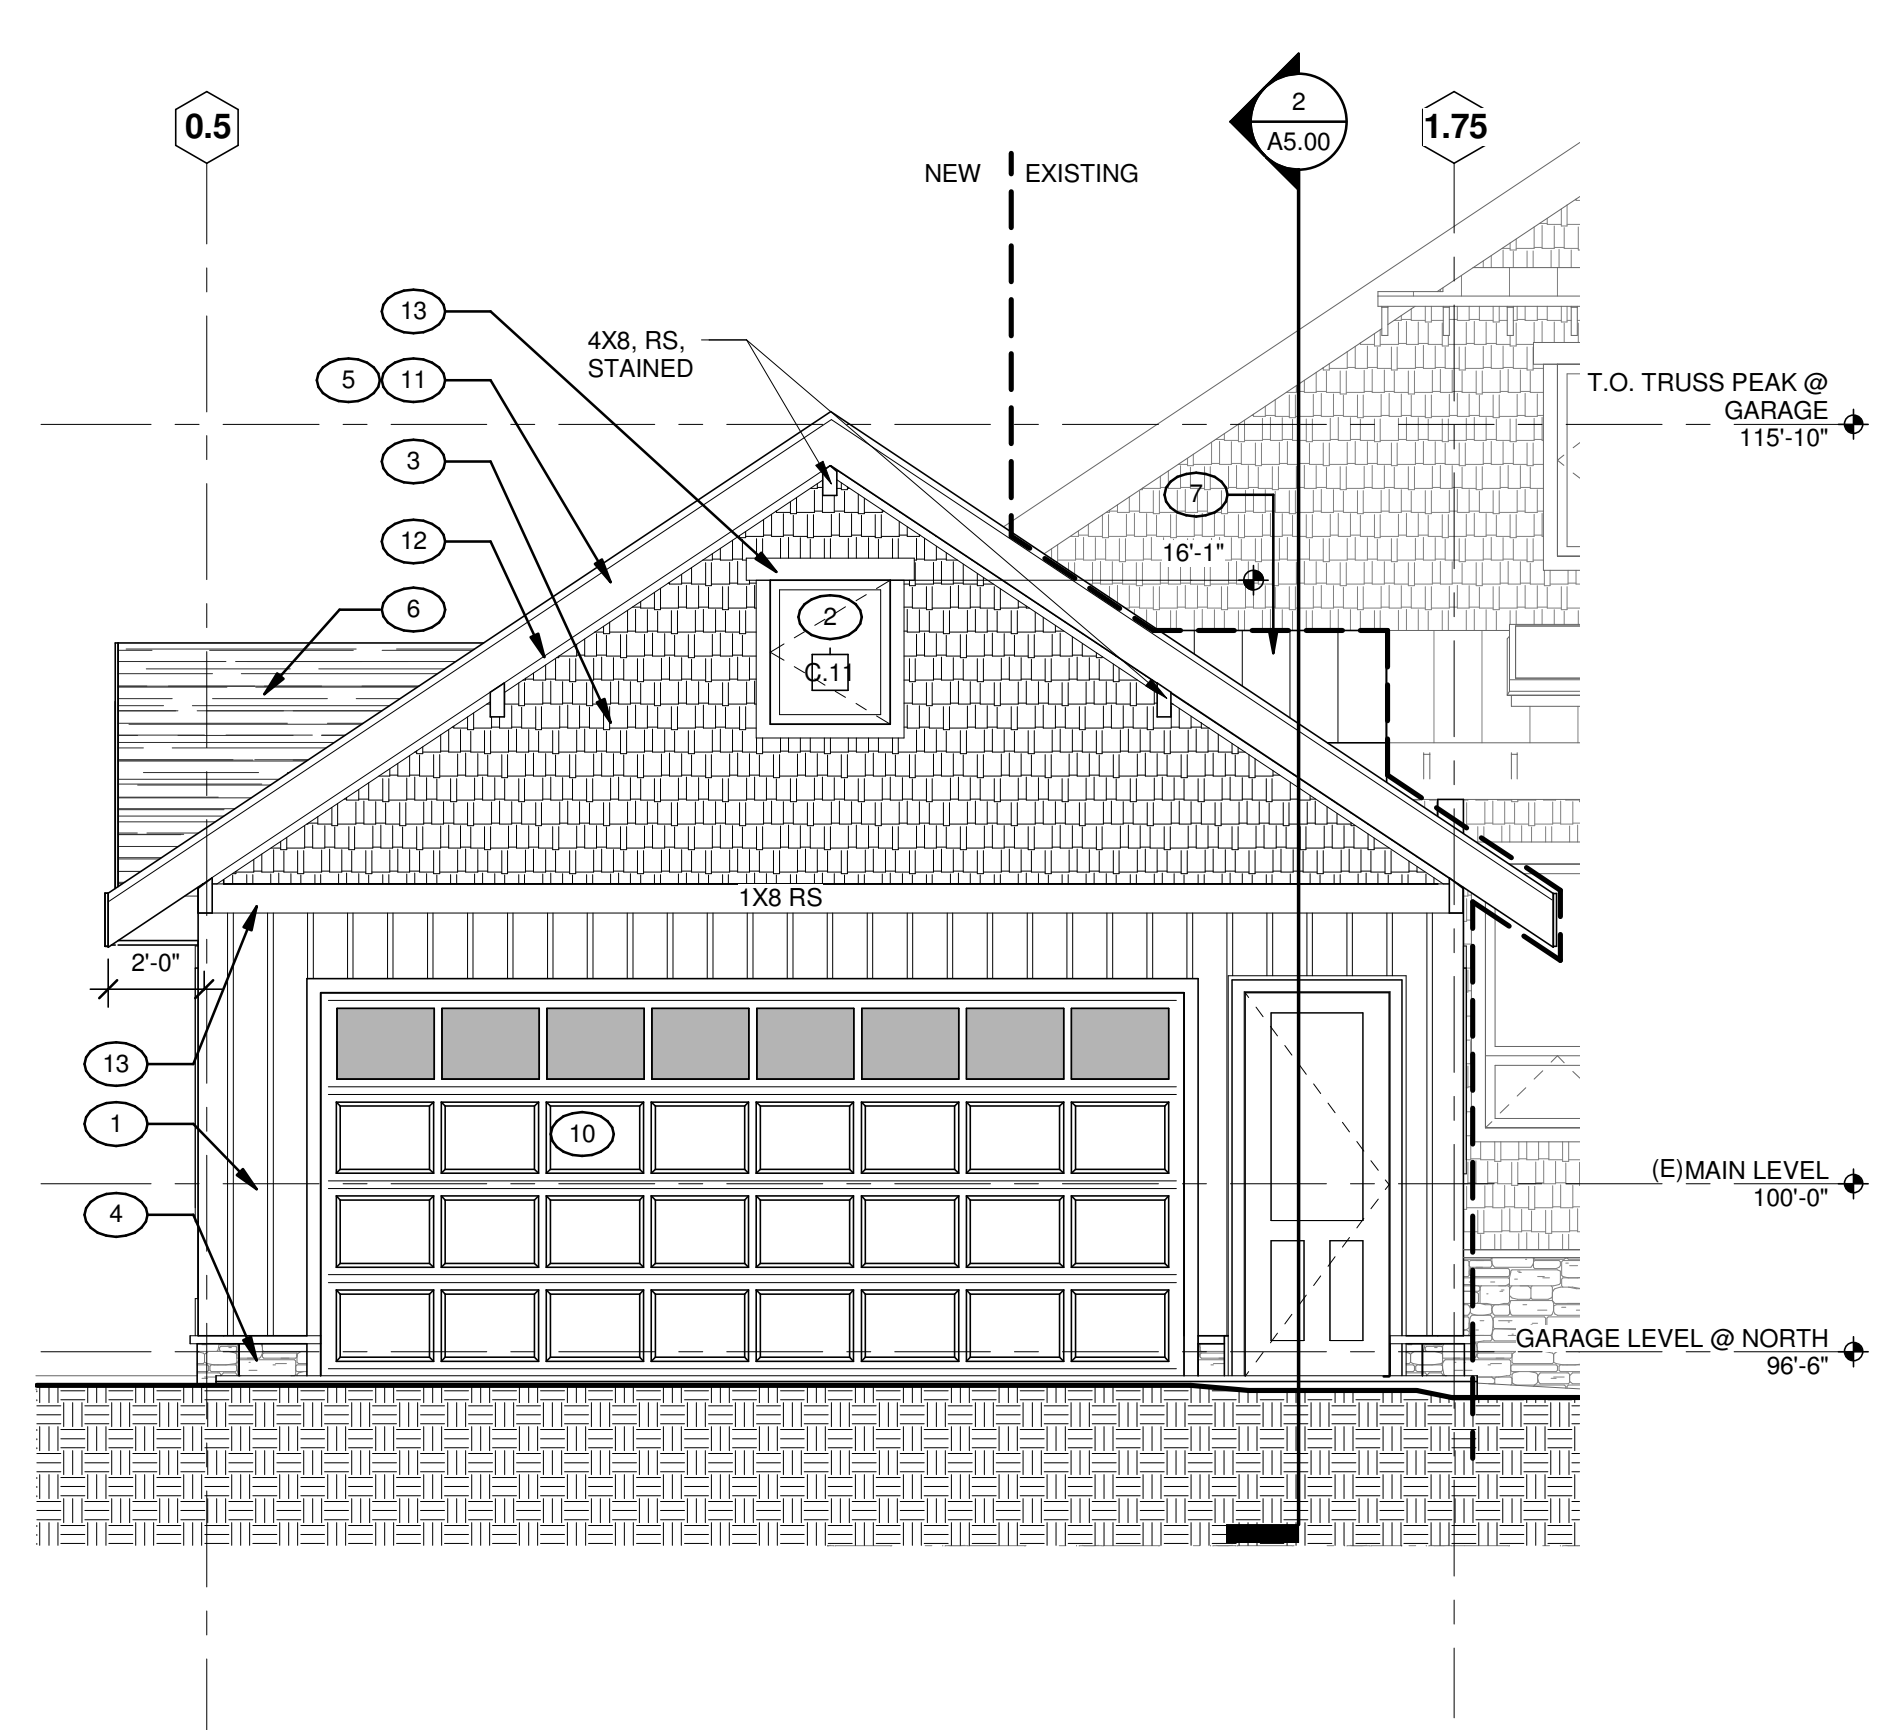 0.5
2
A5.00
1.75
NEW
EXISTING
13
4X8, RS,
STAINED
5
11
T.O. TRUSS PEAK @
GARAGE
115'-10"
3
7
12
16'-1"
6
2
C.11
1X8 RS
2'-0"
13
1
10
4
(E)MAIN LEVEL
100'-0"
GARAGE LEVEL @ NORTH
96'-6"